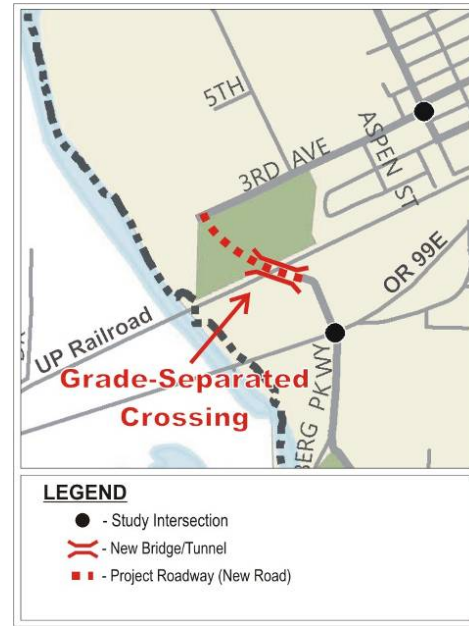 5TH
3RD AVE
ASPEN ST
OR 99E
UP Railroad
Grade-Separated
Crossing
BERG PKWY
LEGEND
- Study Intersection
- New Bridge/Tunnel
- Project Roadway (New Road)